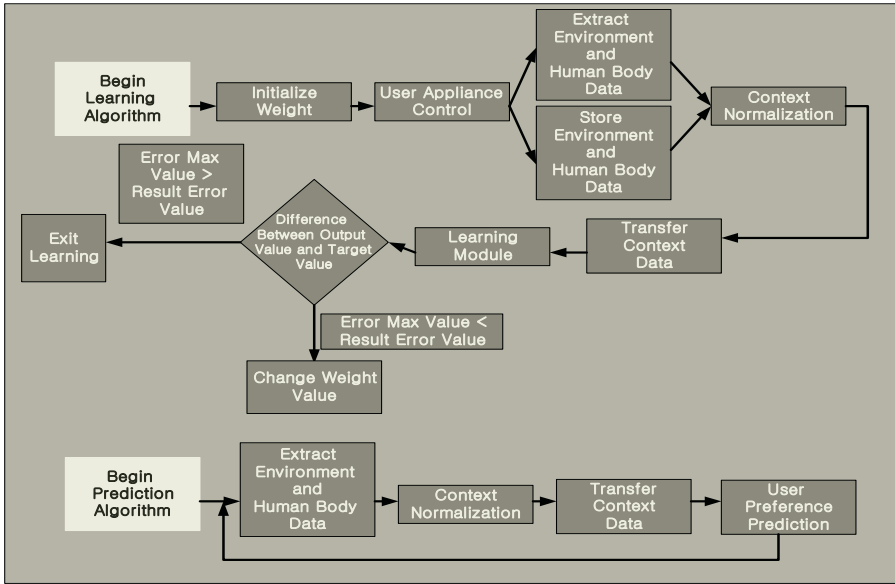 Begin
Learning
Algorithm
Initialize
Weight
User Appliance
Control
Extract
Environment
and
Human Body
Data
Store
Environment
and
Human Body
Data
Context
Normalization
Transfer
Context
Data
Learning
Module
Difference
Between Output
Value and Target
Value
Error Max
Value >
Result Error
Value
Exit
Learning
Error Max Value <
Result Error Value
Change Weight
Value
Begin
Prediction
Algorithm
Extract
Environment
and
Human Body
Data
Context
Normalization
Transfer
Context
Data
User
Preference
Prediction